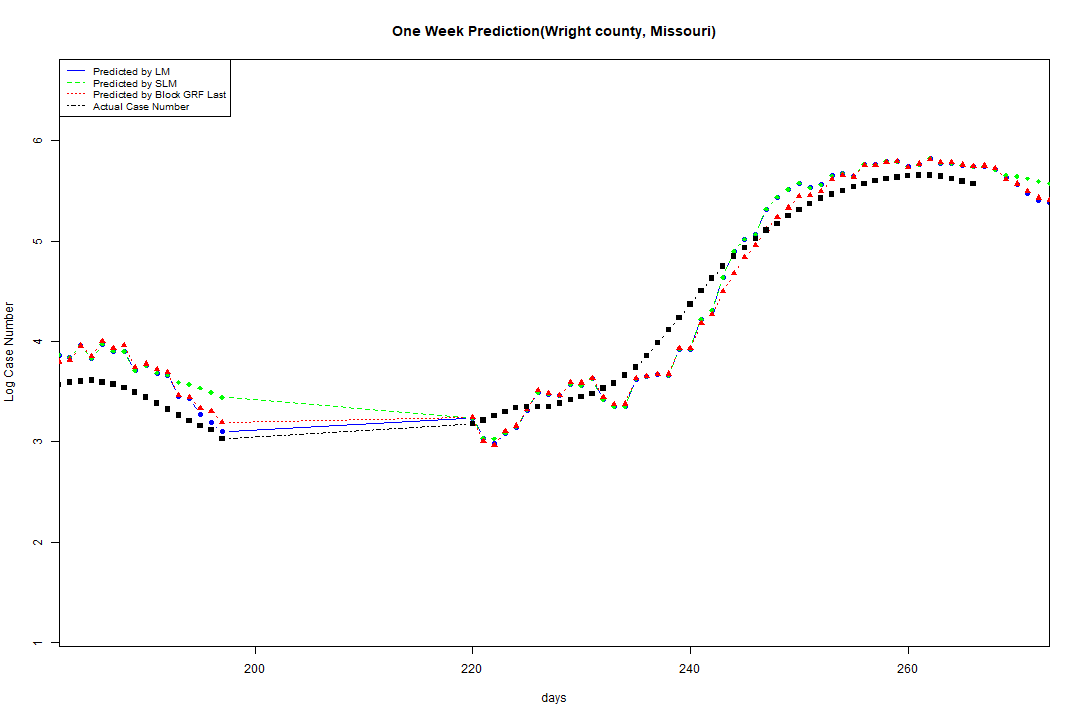 One Week Prediction(Wright county, Missouri)
Predicted by LM
Predicted by SLM
Predicted by Block GRF Last
Actual Case Number
6
5
4
3
2
1
Log Case Number
200 220 240 260
days